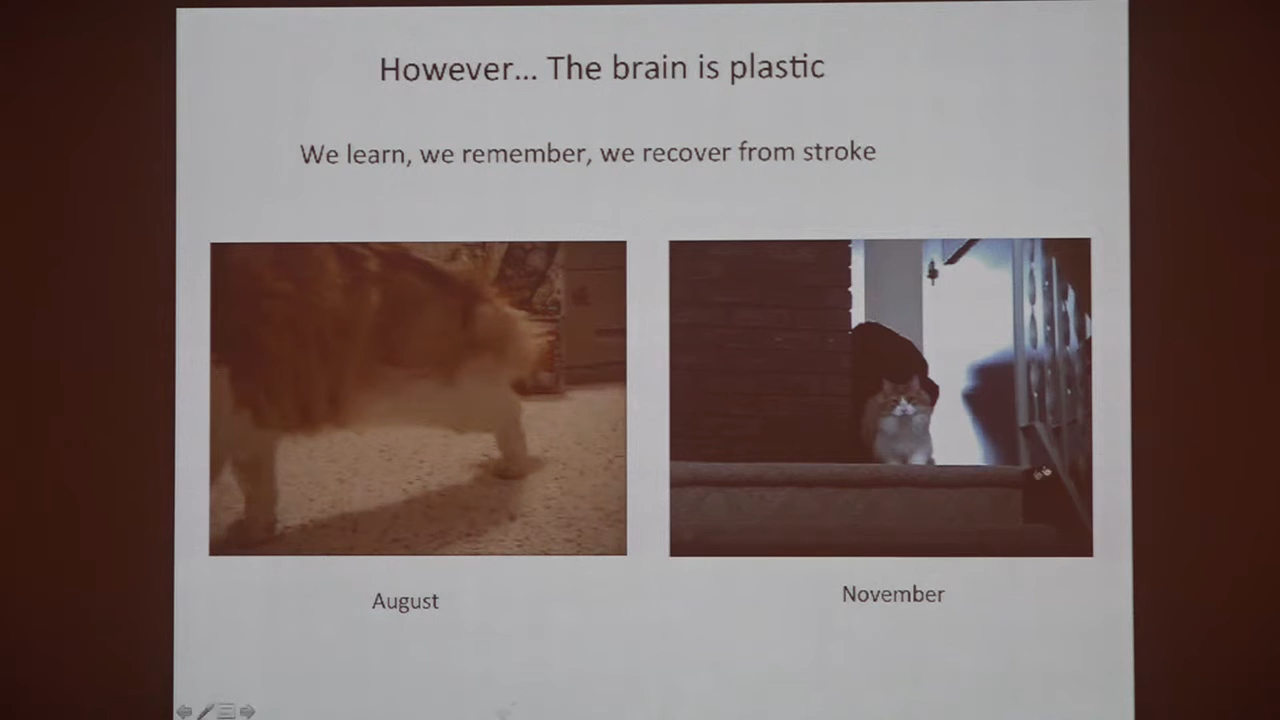 However... The brain is plastic
We learn, we remember, we recover from stroke
August
November